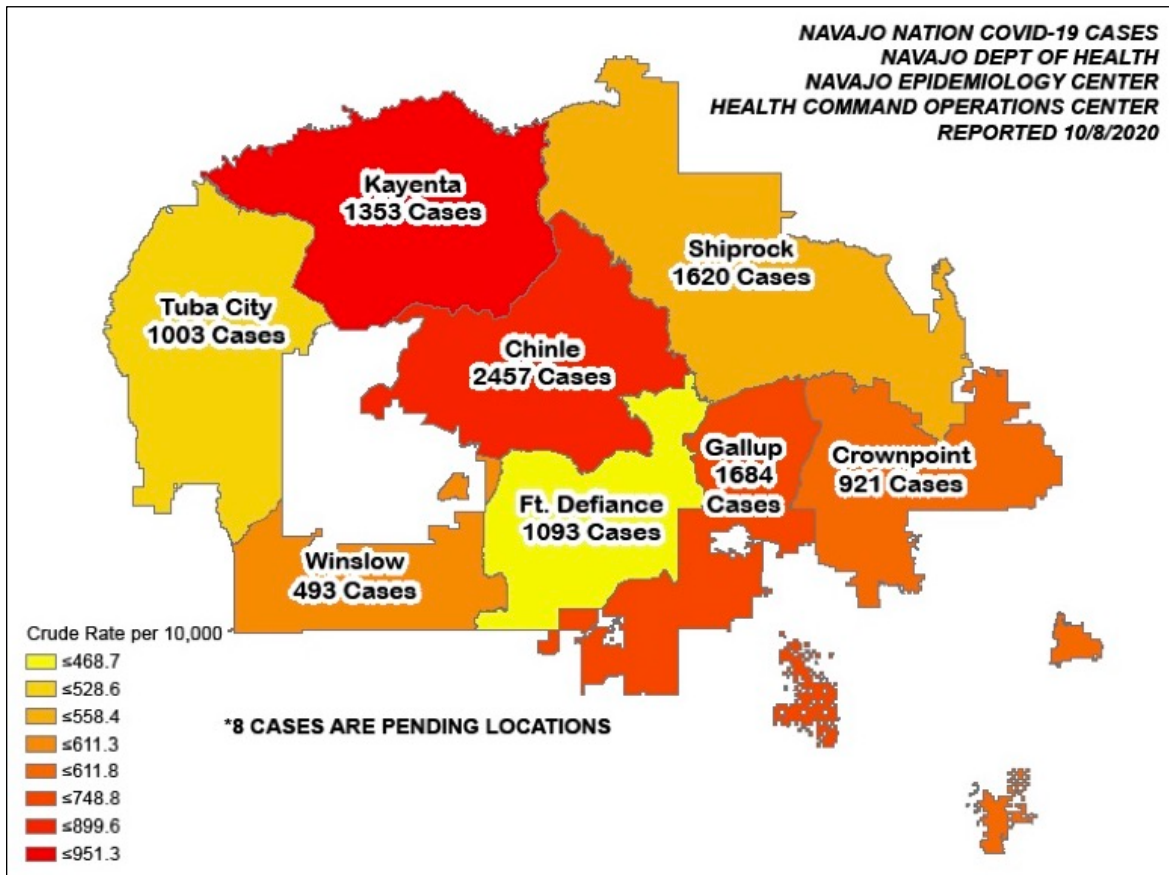 NAVAJO NATION COVID-19 CASES
NAVAJO DEPT OF HEALTH
NAVAJO EPIDEMIOLOGY CENTER
HEALTH COMMAND OPERATIONS CENTER
REPORTED 10/8/2020
Kayenta
1353 Cases
Shiprock
1620 Cases
Tuba City
1003 Cases
Chinle
2457 Cases
Gallup
1684
Cases
Crownpoint
921 Cases
Ft. Defiance
1093 Cases
Winslow
493 Cases
Crude Rate per 10,000
≤468.7
≤528.6
≤558.4
≤611.3
≤611.8
≤748.8
≤899.6
≤951.3
*8 CASES ARE PENDING LOCATIONS